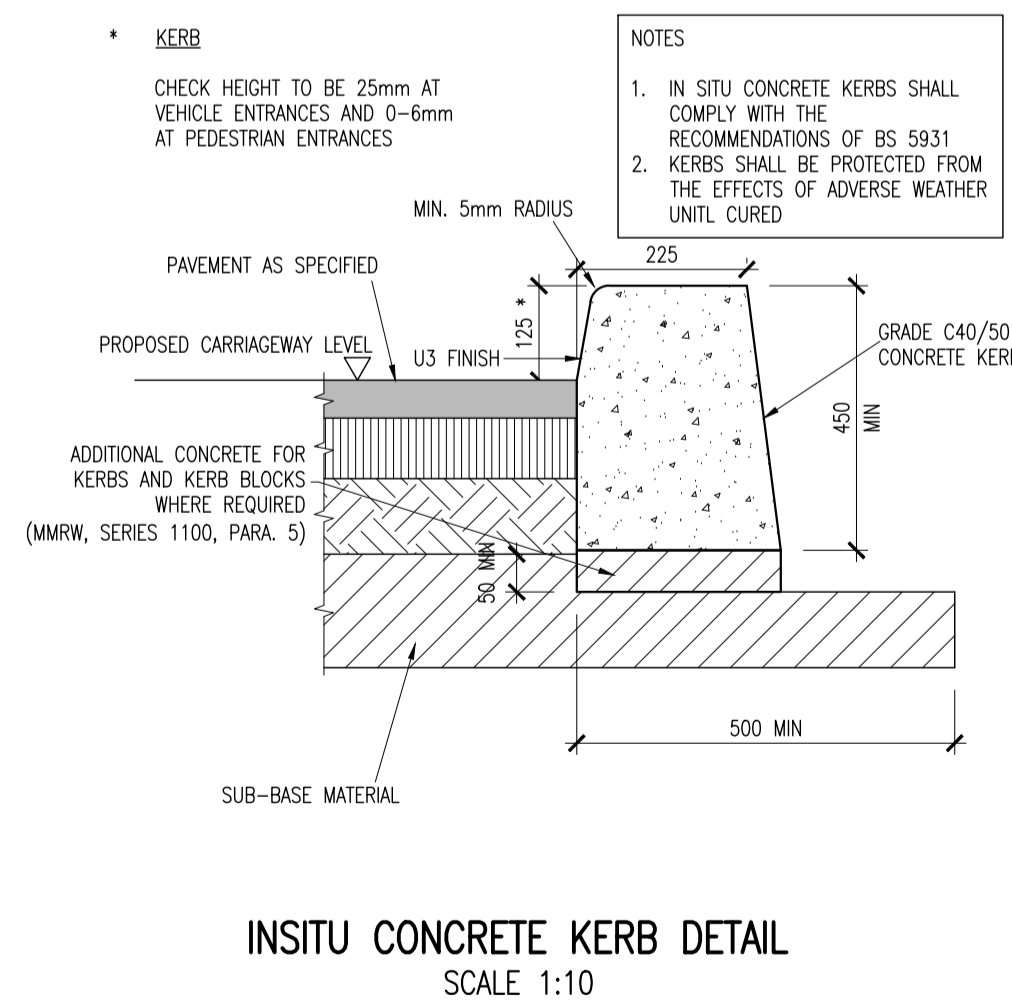 * KERB
CHECK HEIGHT TO BE 25mm AT
VEHICLE ENTRANCES AND 0-6mm
AT PEDESTRIAN ENTRANCES
NOTES
1. IN SITU CONCRETE KERBS SHALL
COMPLY WITH THE
RECOMMENDATIONS OF BS 5931
2. KERBS SHALL BE PROTECTED FROM
THE EFFECTS OF ADVERSE WEATHER
UNITL CURED
MIN. 5mm RADIUS
225
PAVEMENT AS SPECIFIED
125 *
PROPOSED CARRIAGEWAY LEVEL
U3 FINISH
GRADE C40/50
CONCRETE KER
450
MIN
ADDITIONAL CONCRETE FOR
KERBS AND KERB BLOCKS
WHERE REQUIRED
(MMRW, SERIES 1100, PARA. 5)
50 MIN
500 MIN
SUB-BASE MATERIAL
INSITU CONCRETE KERB DETAIL
SCALE 1:10